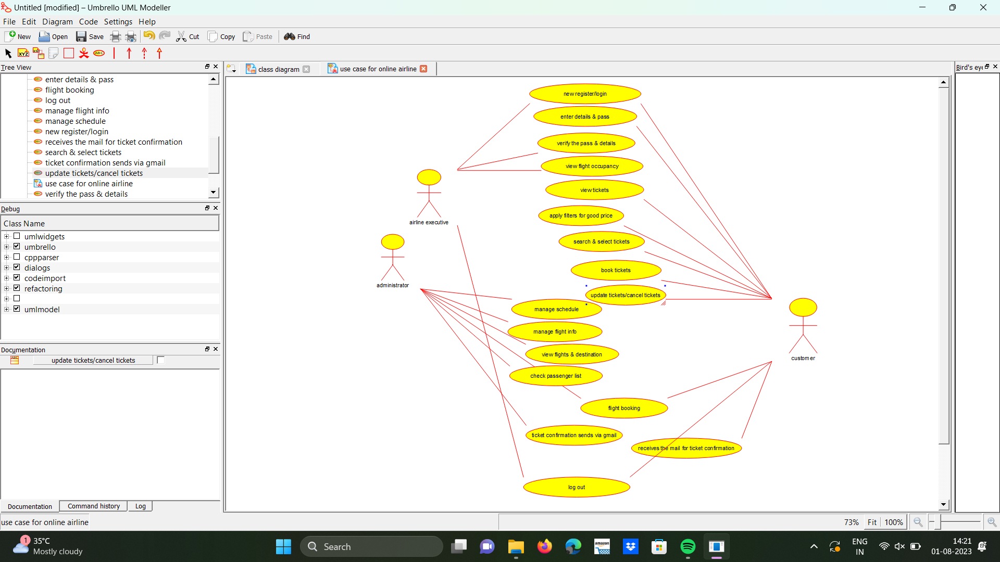 Untitled [modified] – Umbrello UML Modeller
File Edit Diagram Code Settings Help
New Open Save Cut Copy Paste Find
XYZ XYZ ABC
Tree View
enter details & pass
flight booking
log out
manage flight info
manage schedule
new register/login
receives the mail for ticket confirmation
search & select tickets
ticket confirmation sends via gmail
update tickets/cancel tickets
use case for online airline
verify the pass & details
Debug
Class Name
umlwidgets
umbrello
cppparser
dialogs
codeimport
refactoring
umlmodel
Documentation
update tickets/cancel tickets
Documentation Command history Log
class diagram use case for online airline
new register/login
enter details & pass
verify the pass & details
view flight occupancy
view tickets
apply filters for good price
airline executive
search & select tickets
book tickets
administrator
update tickets/cancel tickets
manage schedule
manage flight info
view flights & destination
customer
check passenger list
flight booking
ticket confirmation sends via gmail
receives the mail for ticket confirmation
log out
Bird's eye
use case for online airline
73% Fit 100%
1
35°C
Mostly cloudy
Search
amazon
ENG
IN
14:21
01-08-2023